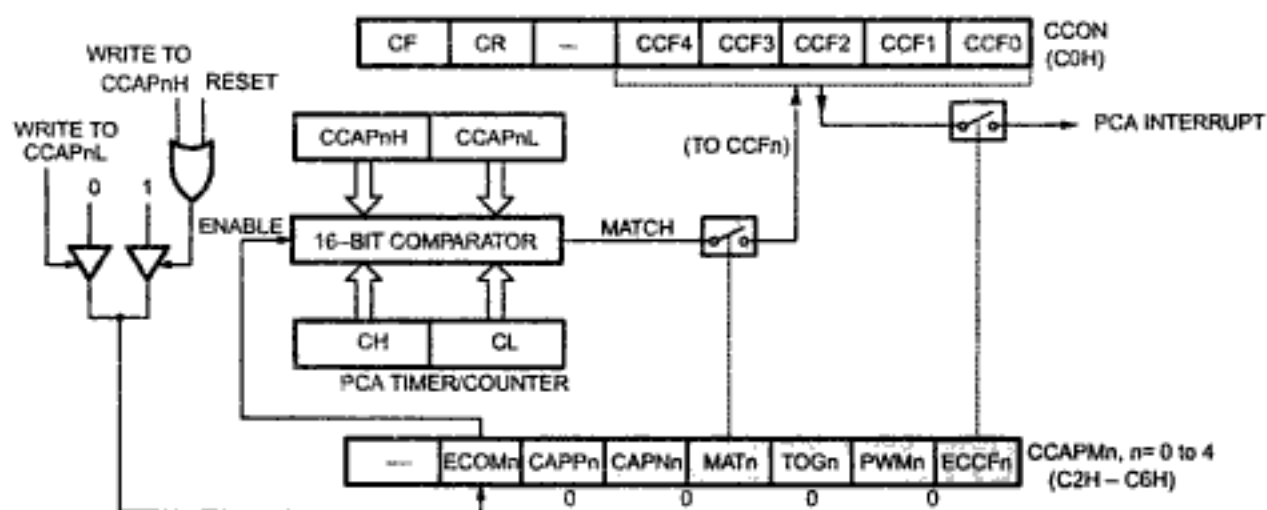 CF CR — CCF4 CCF3 CCF2 CCF1 CCF0
CCON
(C0H)
WRITE TO
CCAPnH RESET
WRITE TO
CCAPnL
0 1
CCAPnH CCAPnL
(TO CCFn)
PCA INTERRUPT
ENABLE
16–BIT COMPARATOR
MATCH
CH CL
PCA TIMER/COUNTER
— ECOMn CAPPn CAPNn MATn TOGn PWMn ECCFn
CCAPMn, n= 0 to 4
(C2H – C6H)
0 0 0 0